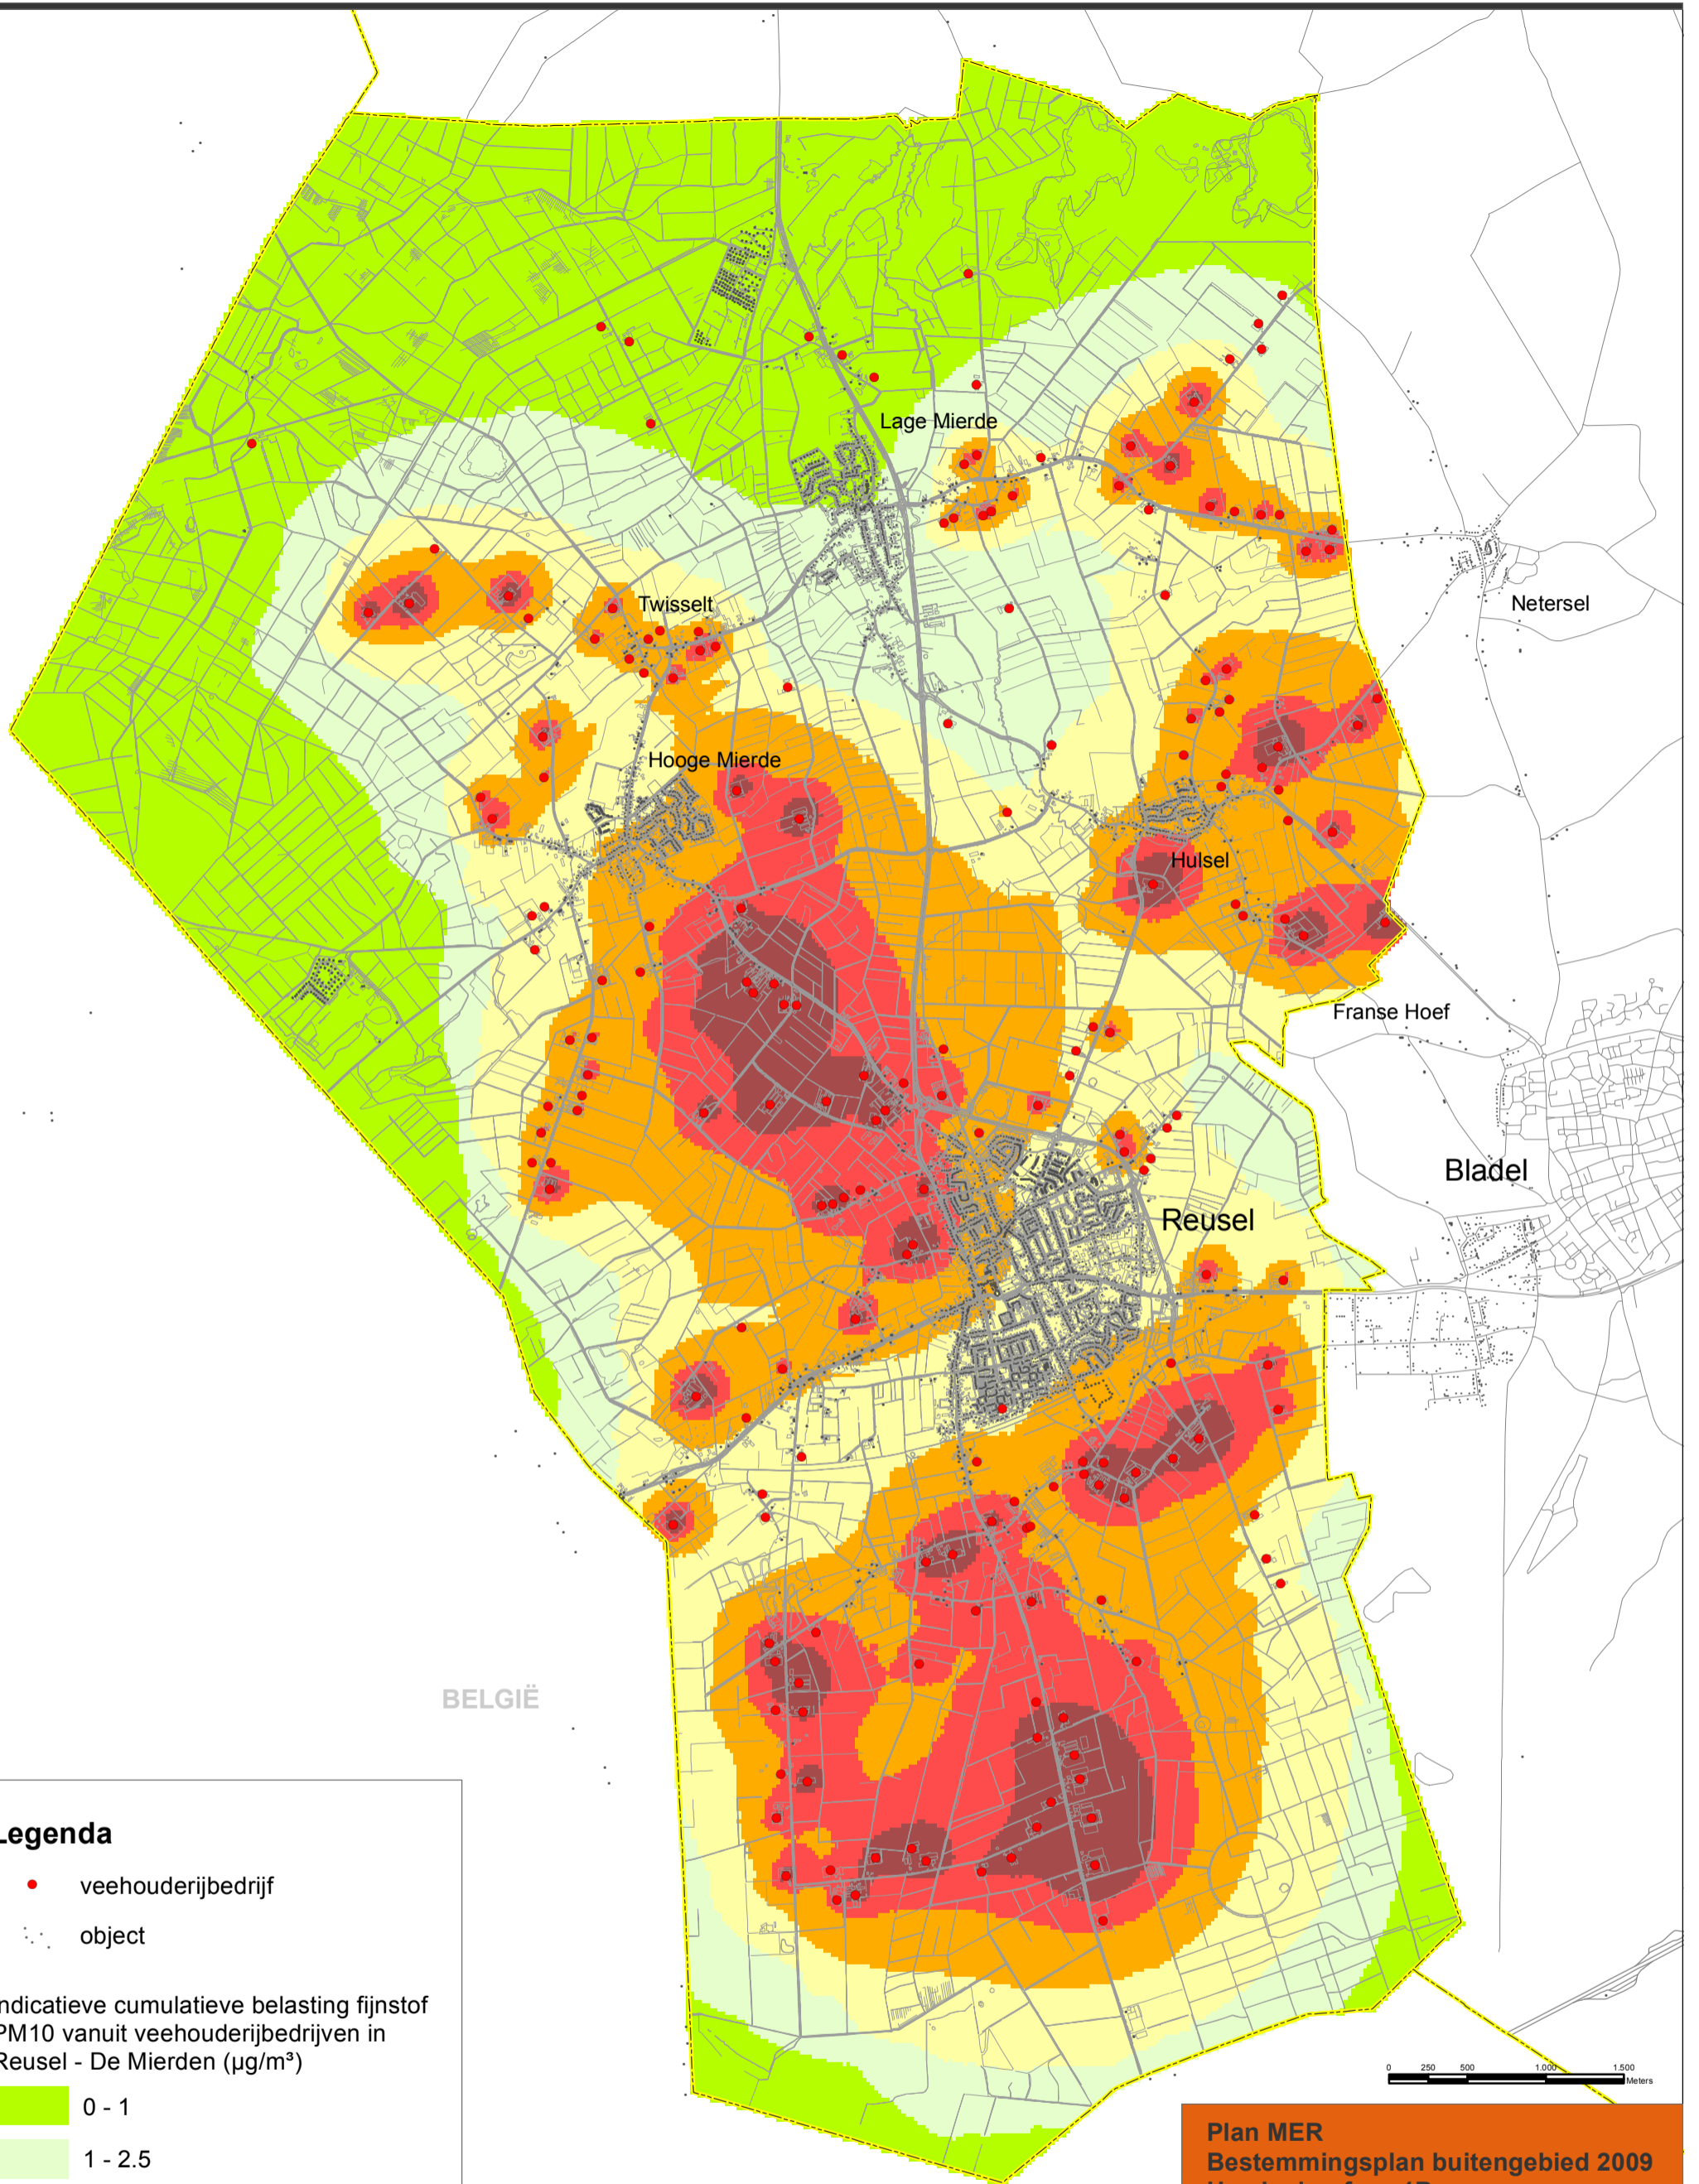 Lage Mierde
Twisselt
Netersel
Hooge Mierde
Hulsel
Franse Hoef
Bladel
Reusel
BELGIË
Legenda
veehouderijbedrijf
object
ndicatieve cumulatieve belasting fijnstof
PM10 vanuit veehouderijbedrijven in
Reusel - De Mierden (µg/m³)
0 - 1
1 - 2.5
0 250 500 1.000 1.500
Meters
Plan MER
Bestemmingsplan buitengebied 2009